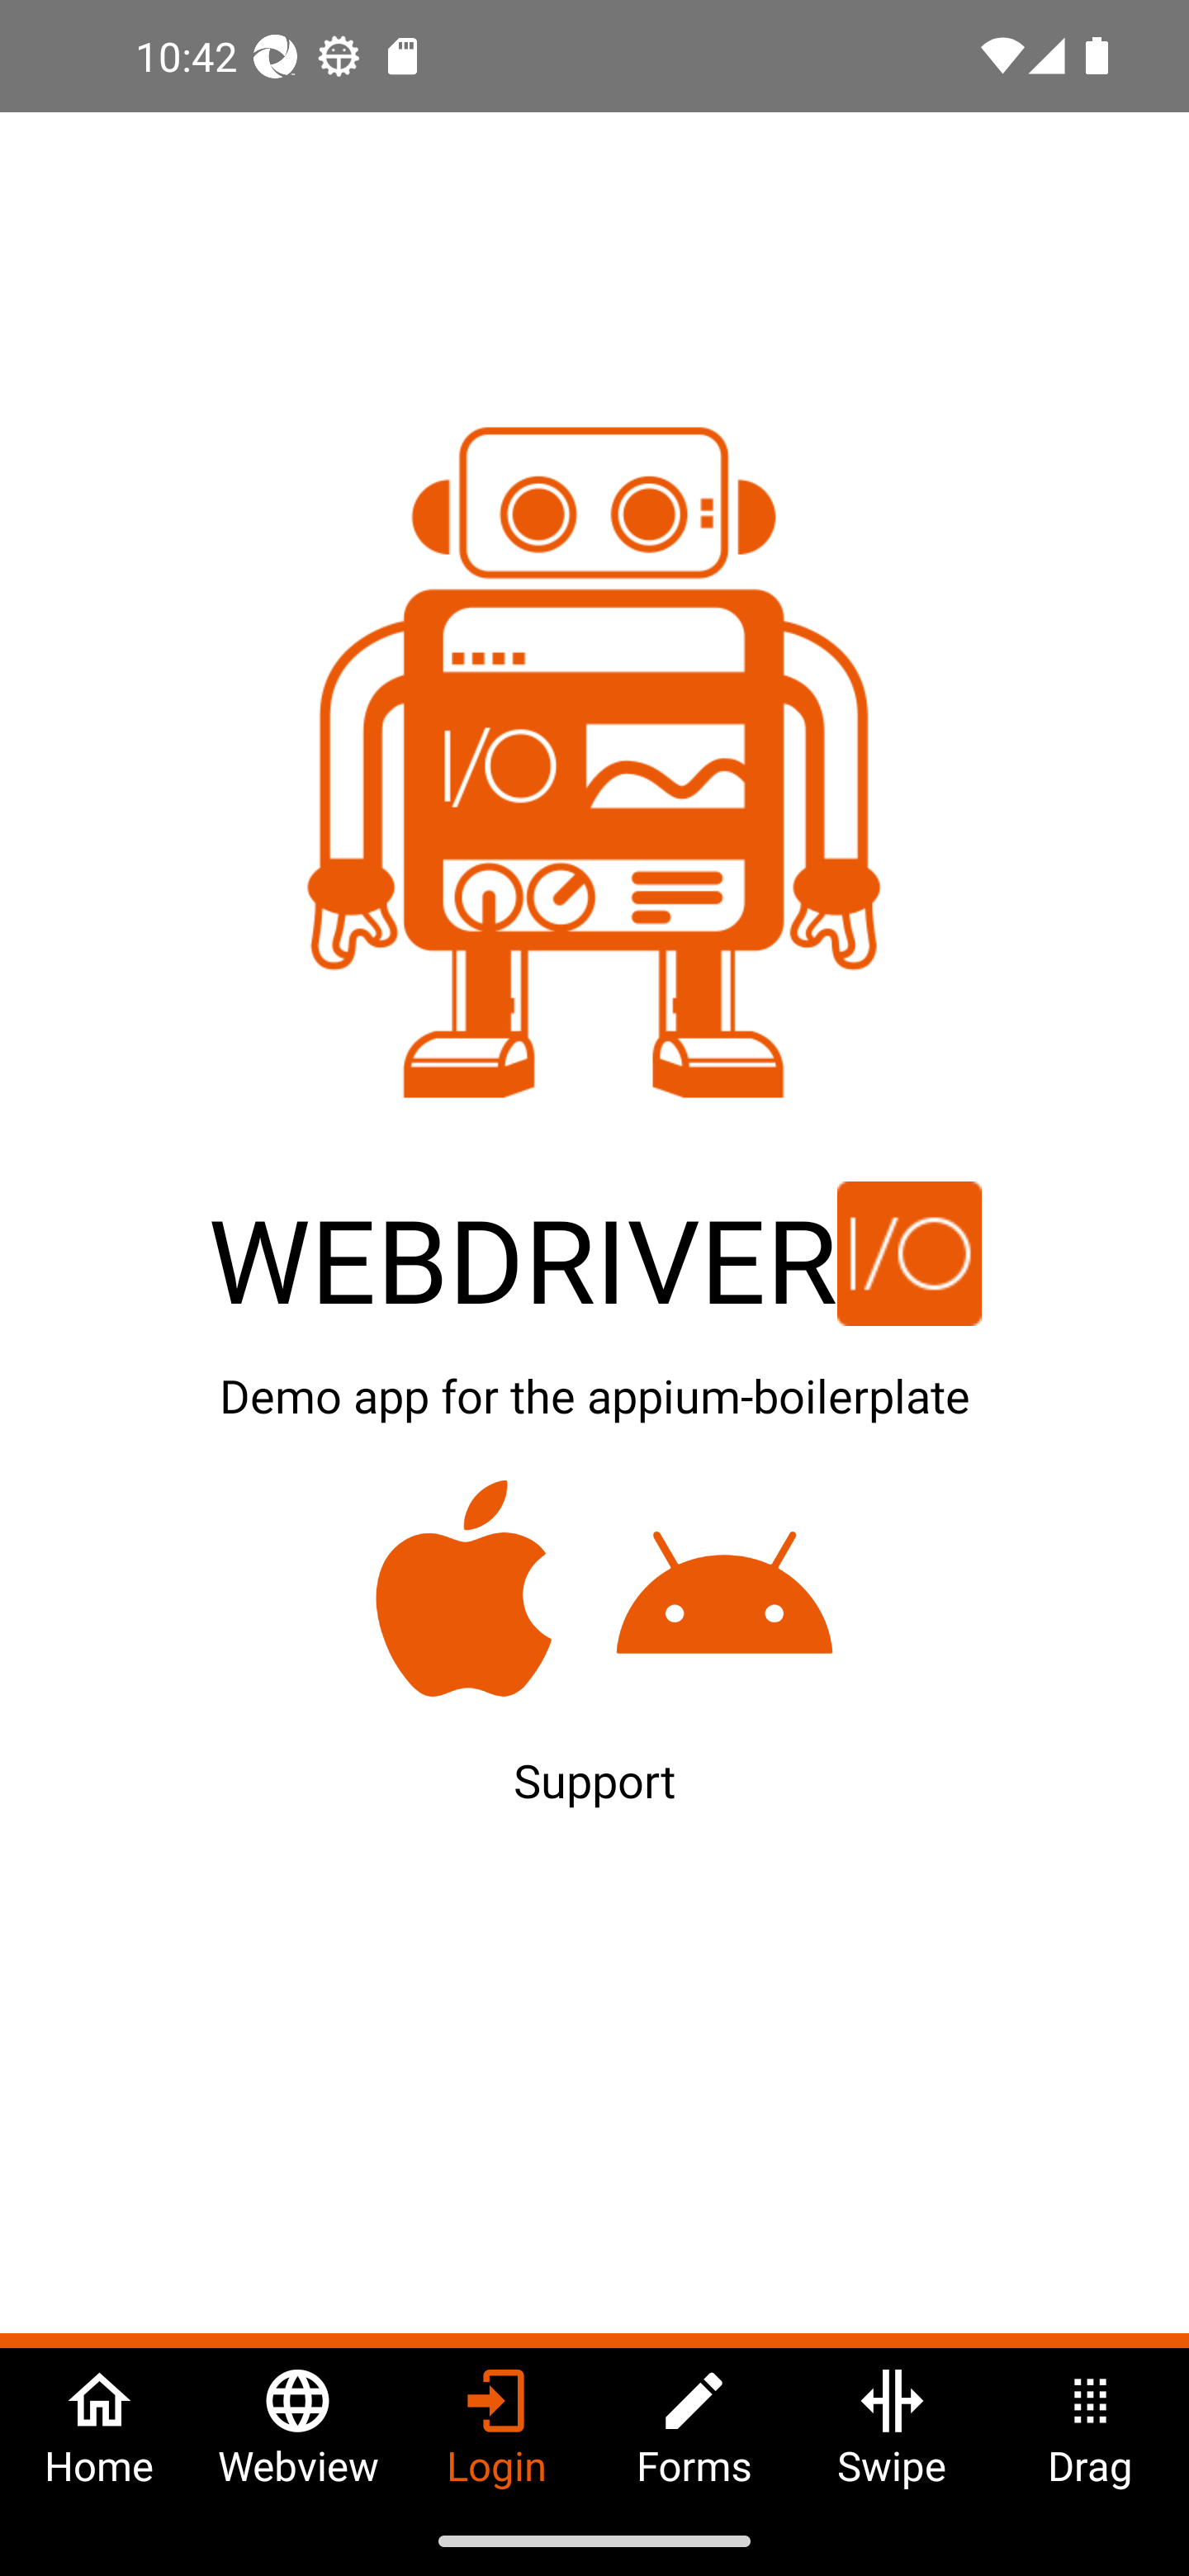 10:42
I/O
WEBDRIVER I/O
Demo app for the appium-boilerplate
Support
Home Webview Login Forms Swipe Drag